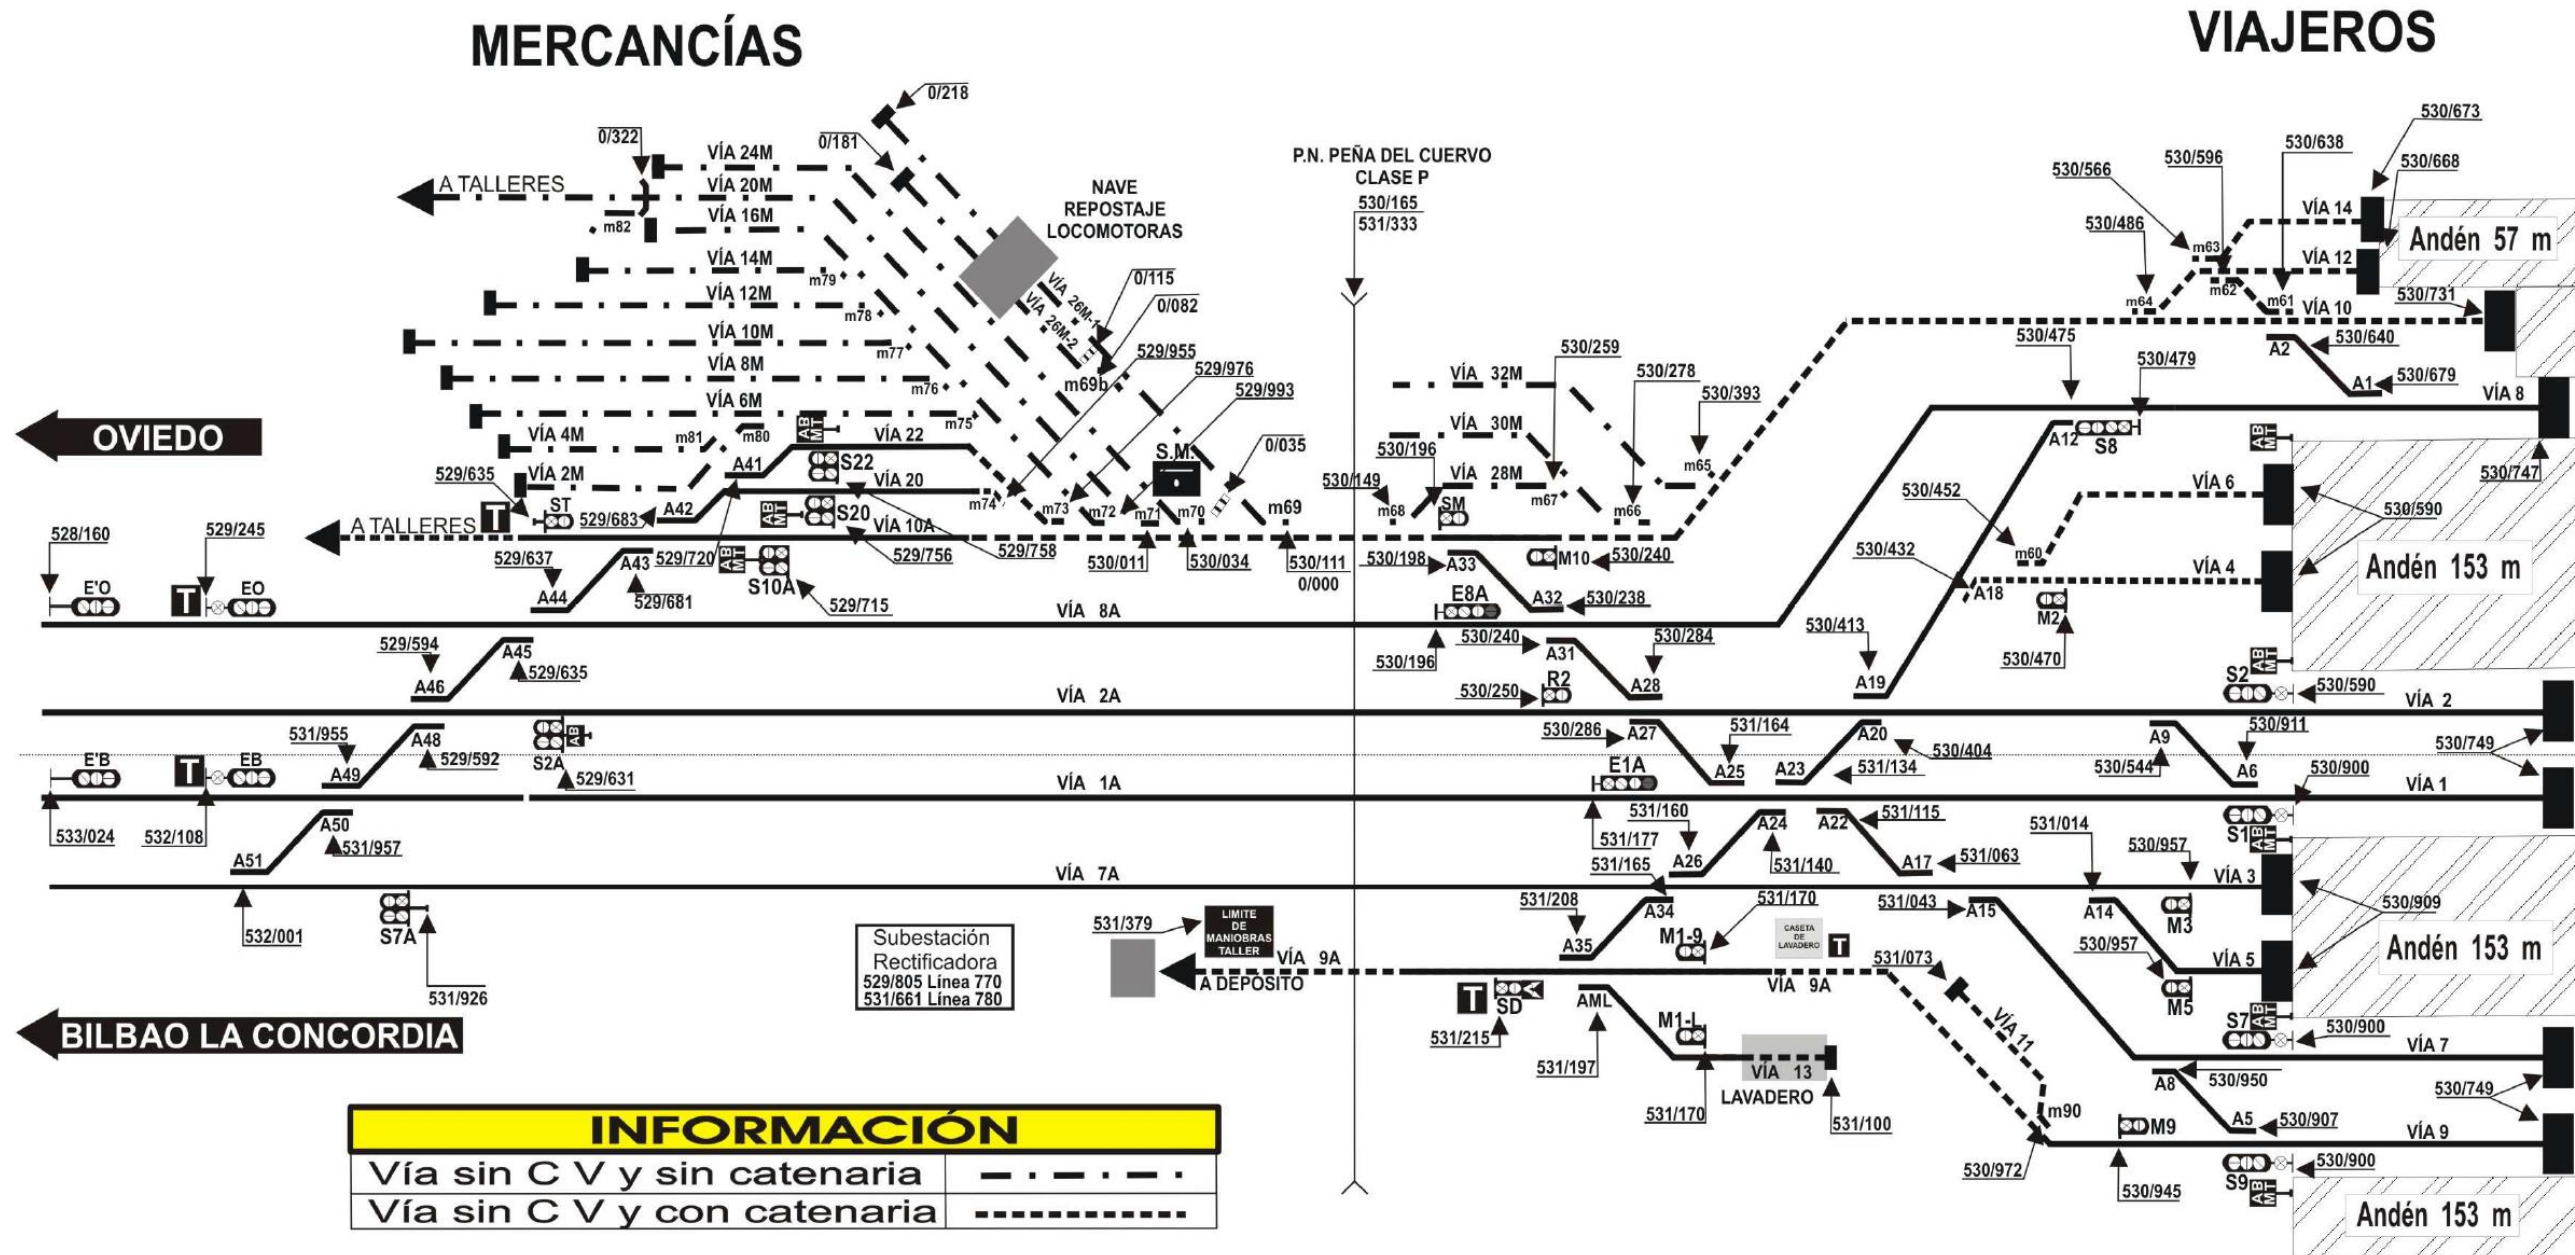 MERCANCÍAS
VIAJEROS
0/218
0/322
0/181
VÍA 24M
A TALLERES
VÍA 20M
VÍA 16M
m82
VÍA 14M
m79
VÍA 12M
m78
VÍA 10M
m77
VÍA 8M
m76
VÍA 6M
m75
VÍA 4M
m81
m80
VÍA 2M
NAVE
REPOSTAJE
LOCOMOTORAS
VÍA 26M-1
VÍA 26M-2
0/115
0/082
m69b
529/955
529/976
529/993
S.M.
0/035
P.N. PEÑA DEL CUERVO
CLASE P
530/165
531/333
530/673
530/638
530/596
530/668
530/566
530/486
m63
m62
m64
m61
VÍA 14
VÍA 12
VÍA 10
Andén 57 m
530/731
530/475
530/479
A2
530/640
A1
530/679
VÍA 8
A12
S8
AB
MT
530/747
530/259
530/278
530/393
VÍA 32M
VÍA 30M
VÍA 28M
530/196
530/149
m68
SM
m67
m66
m65
OVIEDO
529/635
T
ST
529/683
A42
A41
AB
MT
VÍA 22
S22
VÍA 20
AB
MT
S20
VÍA 10A
A TALLERES
m74
m73
m72
m71
m70
m69
529/637
A43
529/720
AB
MT
S10A
529/756
529/758
530/011
530/034
530/111
0/000
528/160
529/245
E'O
T
EO
A44
529/681
529/715
530/198
A33
M10
530/240
E8A
A32
530/238
VÍA 8A
530/452
m60
VÍA 6
530/590
530/432
A18
VÍA 4
Andén 153 m
M2
530/470
529/594
A45
A46
529/635
530/196
530/240
A31
530/284
A28
530/250
R2
530/413
A19
AB
MT
S2
530/590
VÍA 2A
VÍA 2
531/955
A48
529/592
S2A
AB
529/631
530/286
A27
531/164
A25
A20
530/404
A23
531/134
A9
530/544
530/911
A6
530/749
530/900
E'B
T
EB
A49
E1A
VÍA 1A
VÍA 1
533/024
532/108
A50
531/957
A51
531/177
531/160
A24
A26
531/140
531/165
A22
531/115
A17
531/063
531/014
530/957
S1
AB
MT
VÍA 7A
VÍA 3
532/001
S7A
531/926
Subestación
Rectificadora
529/805 Línea 770
531/661 Línea 780
531/379
LIMITE
DE
MANIOBRAS
TALLER
531/208
A34
A35
531/170
M1-9
CASETA
DE
LAVADERO
T
531/043
A15
A14
M3
530/957
530/909
Andén 153 m
VÍA 5
M5
VÍA 9A
A DEPÓSITO
VÍA 9A
531/073
T
SD
531/215
AML
531/197
M1-L
531/170
VÍA 13
LAVADERO
531/100
VÍA 11
m90
530/972
S7
AB
MT
530/900
VÍA 7
A8
530/950
530/749
M9
530/945
A5
530/907
VÍA 9
S9
530/900
AB
MT
Andén 153 m
BILBAO LA CONCORDIA
INFORMACIÓN
Vía sin C V y sin catenaria
Vía sin C V y con catenaria